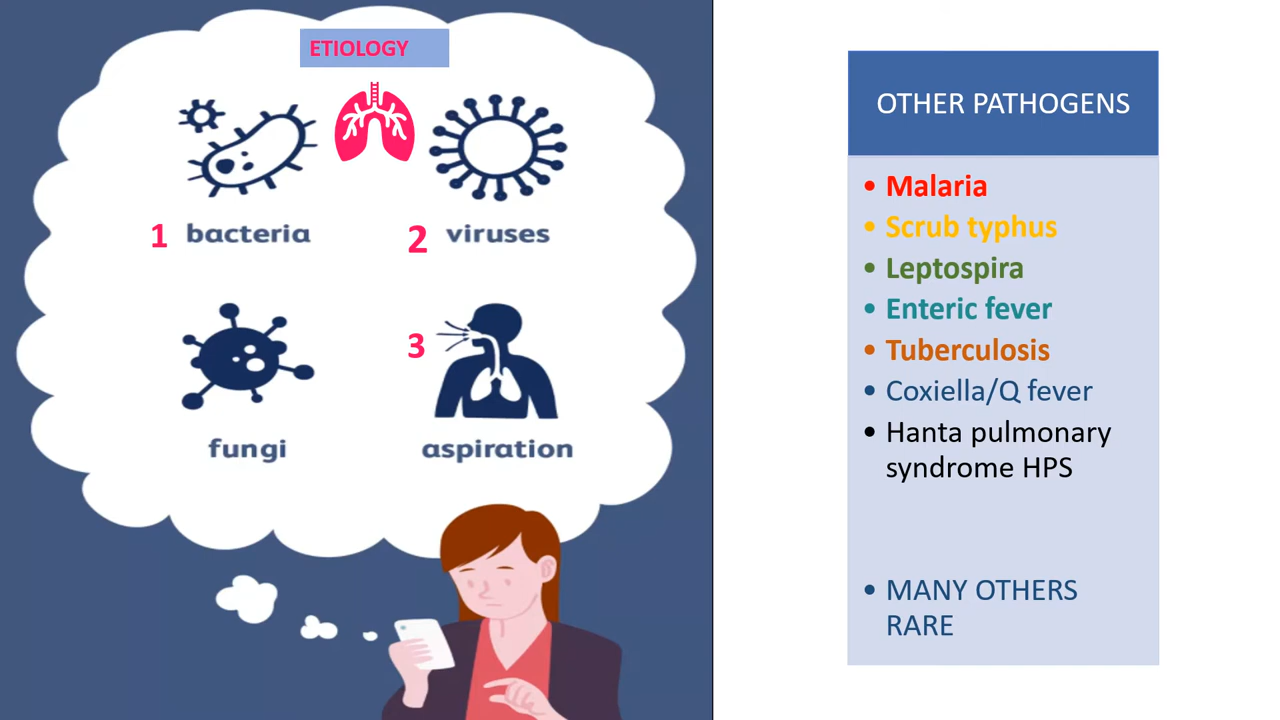 ETIOLOGY
1 bacteria
2 viruses
fungi
3
aspiration
OTHER PATHOGENS
• Malaria
• Scrub typhus
• Leptospira
• Enteric fever
• Tuberculosis
• Coxiella/Q fever
• Hanta pulmonary
syndrome HPS
• MANY OTHERS
RARE